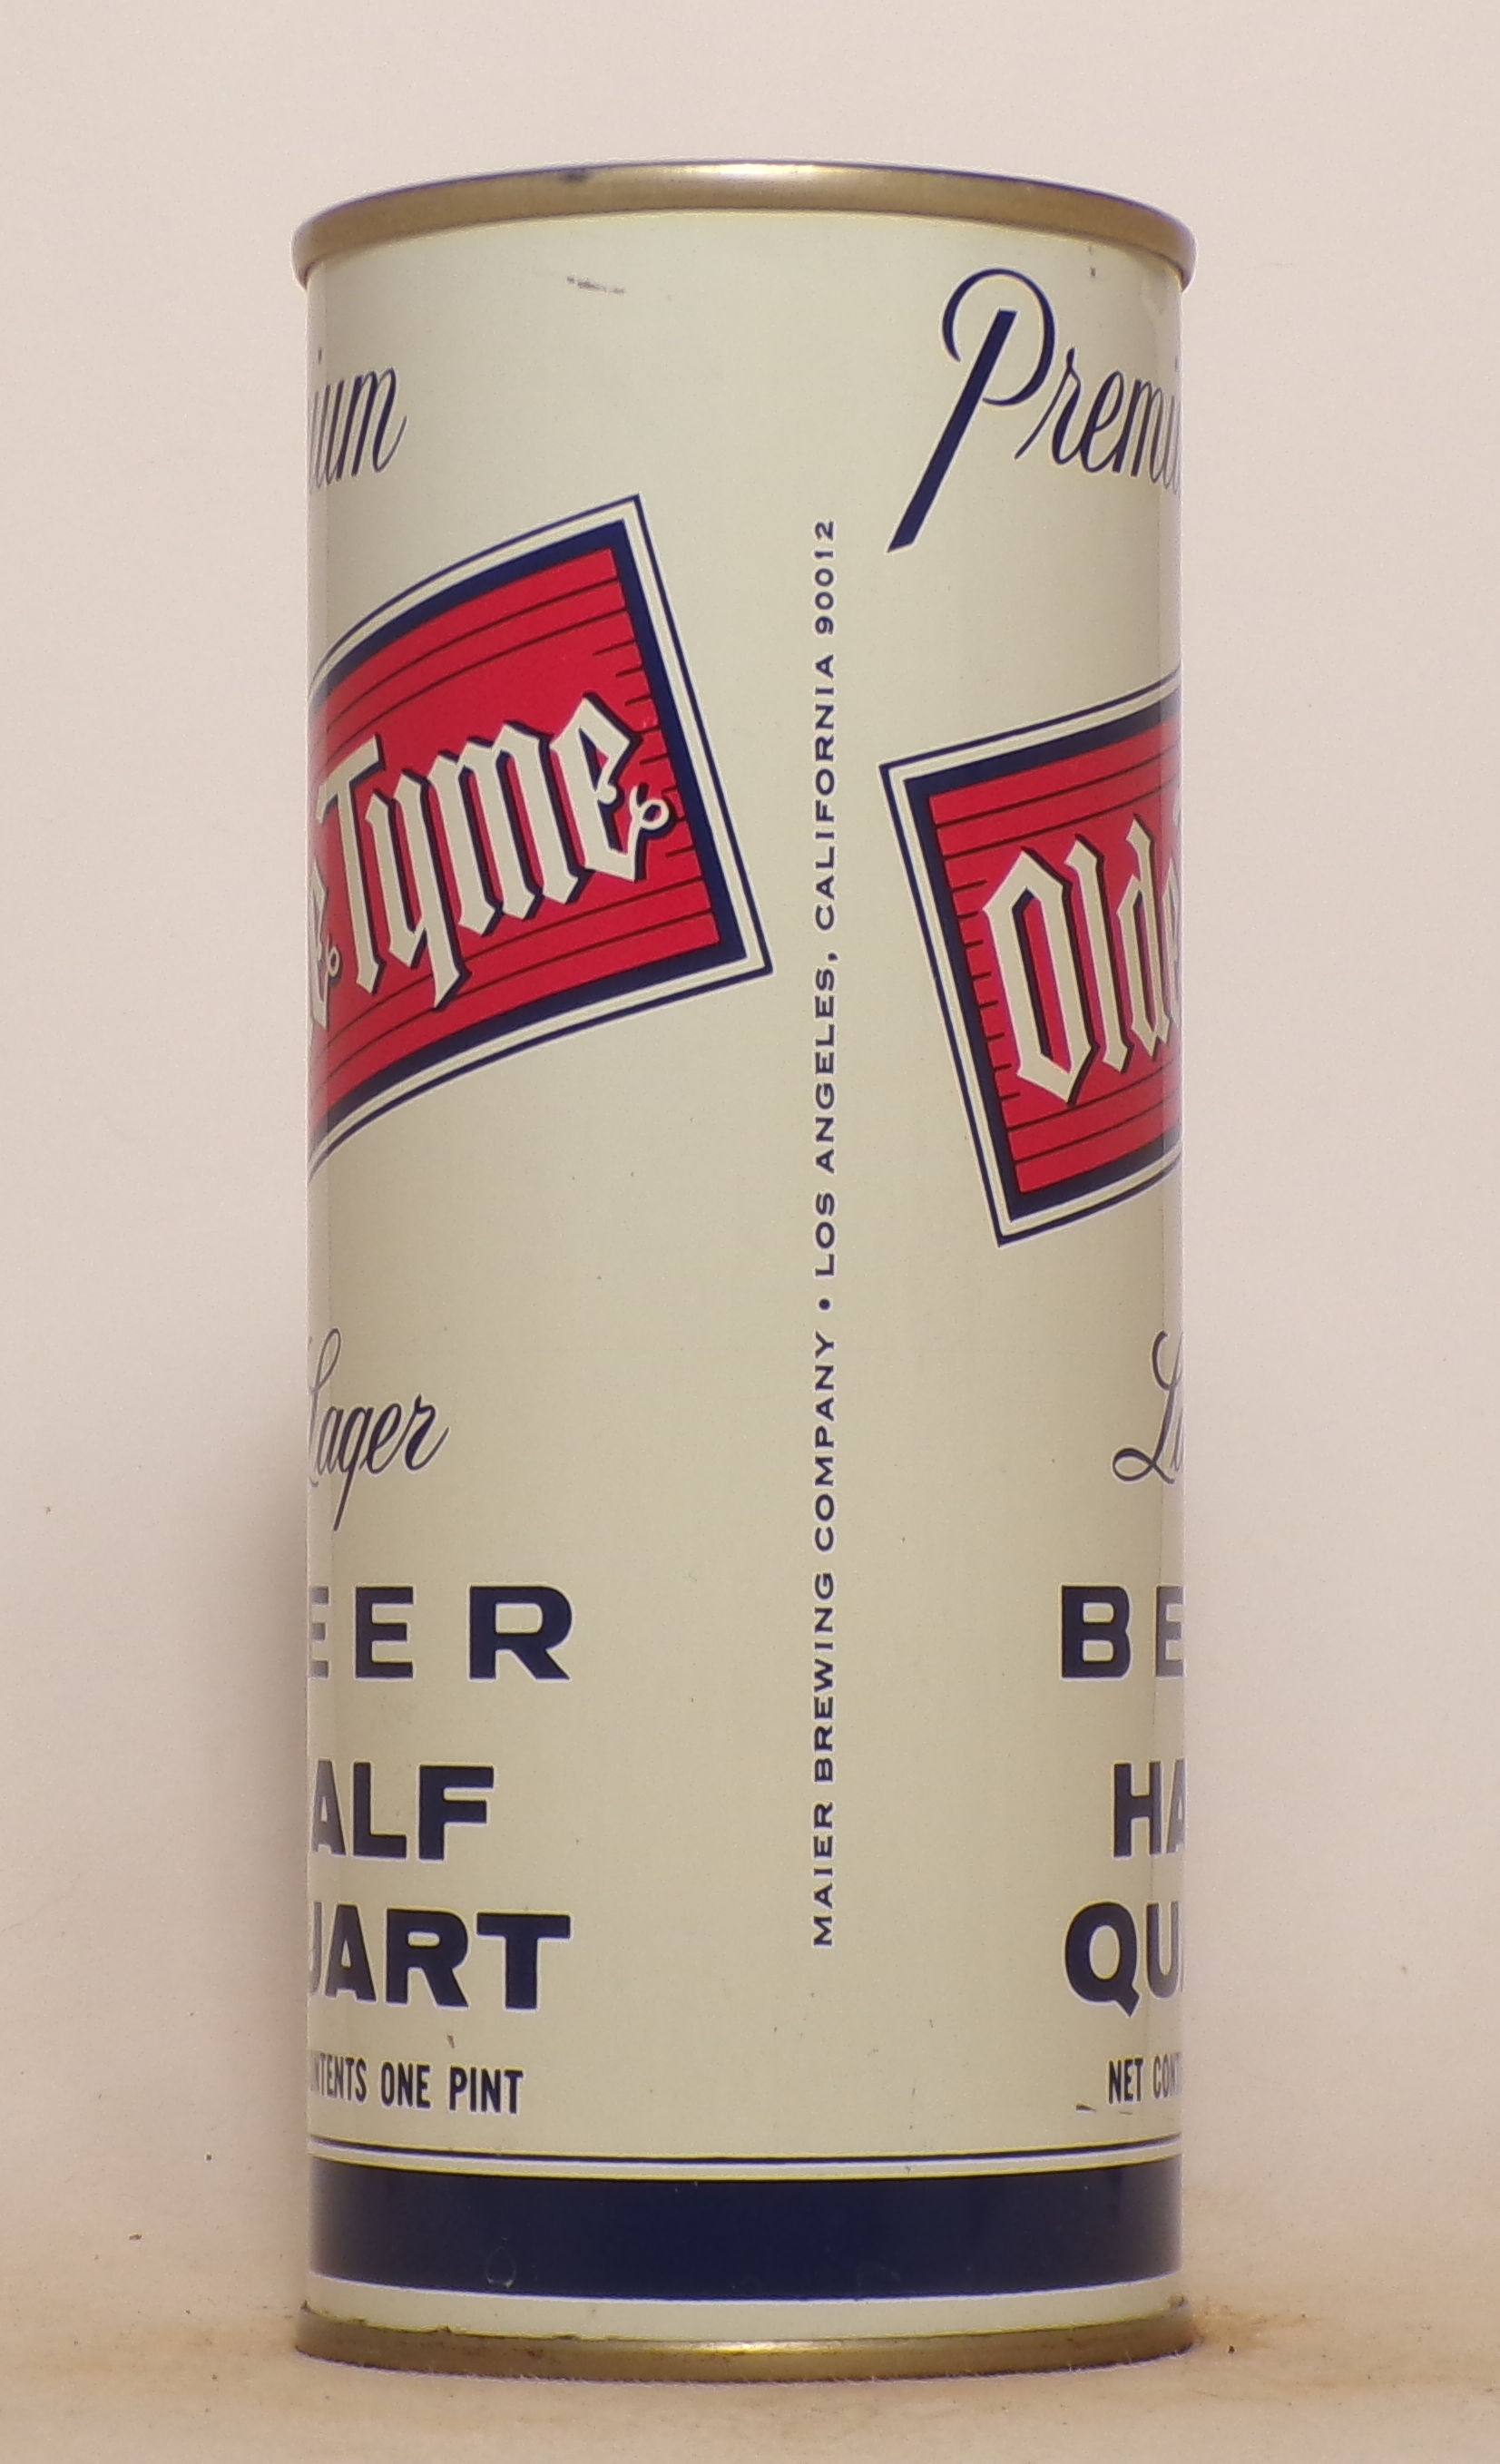 ium
e Tyme
Lager
EER
ALF
UART
NTENTS ONE PINT
MAIER BREWING COMPANY • LOS ANGELES, CALIFORNIA 90012
Premi
Olde
L
BE
HA
QU
NET CON